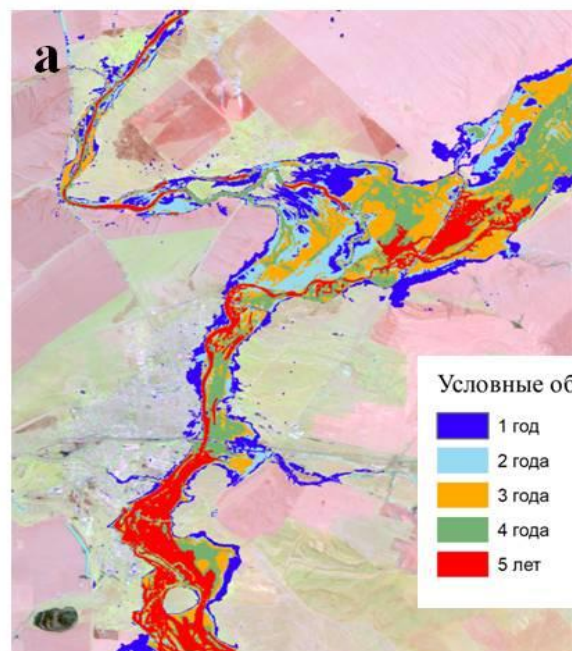 а
Условные об
1 год
2 года
3 года
4 года
5 лет